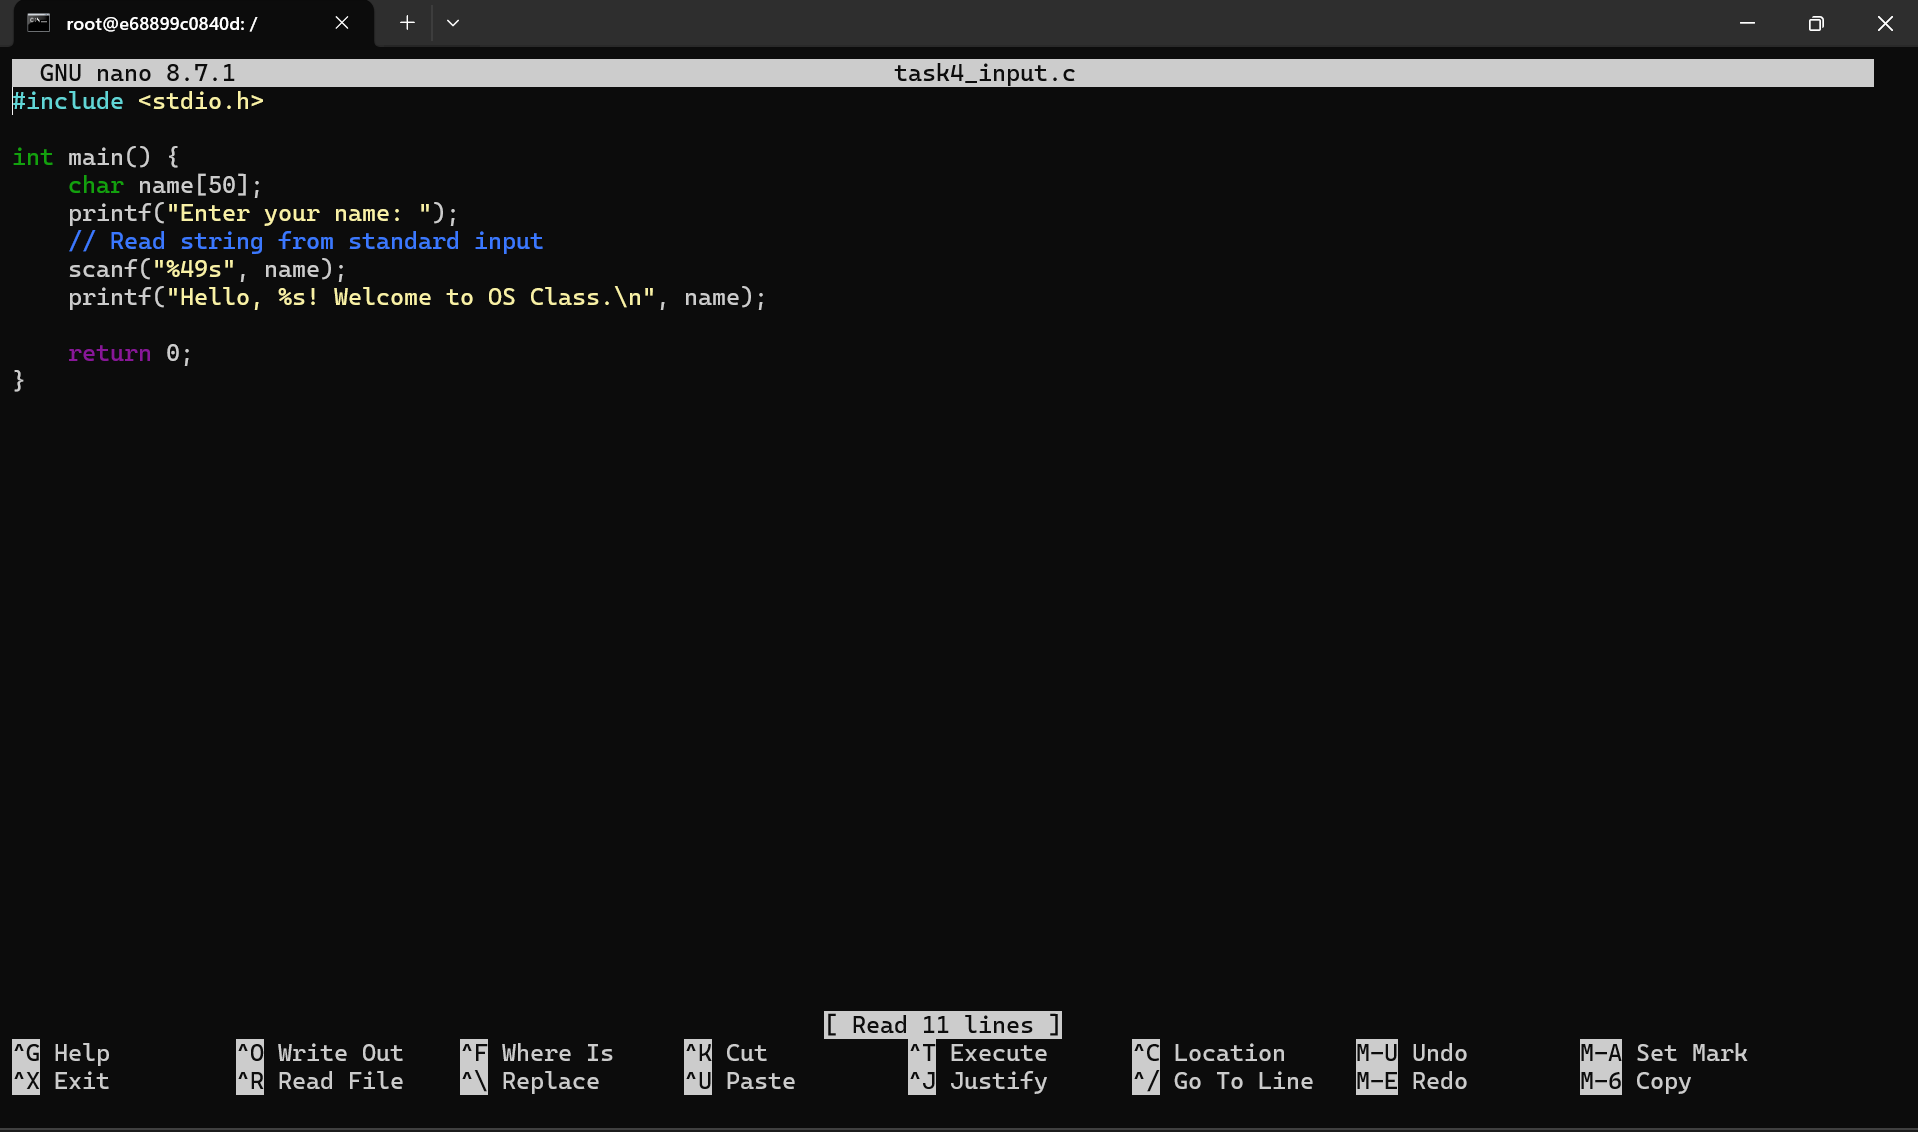 root@e68899c0840d: /
GNU nano 8.7.1 task4_input.c
#include <stdio.h>
int main() {
    char name[50];
    printf("Enter your name: ");
    // Read string from standard input
    scanf("%49s", name);
    printf("Hello, %s! Welcome to OS Class.\n", name);
    return 0;
}
[ Read 11 lines ]
^G Help ^O Write Out ^F Where Is ^K Cut ^T Execute ^C Location M-U Undo M-A Set Mark
^X Exit ^R Read File ^\ Replace ^U Paste ^J Justify ^/ Go To Line M-E Redo M-6 Copy